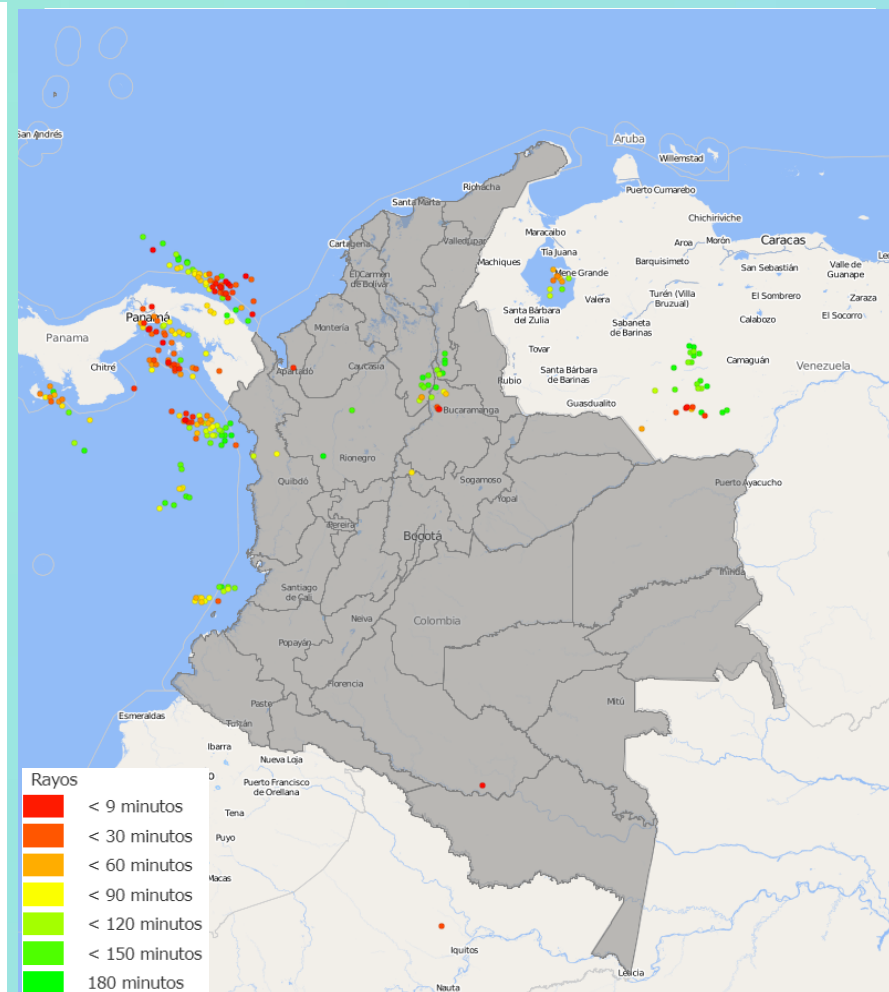 San Andrés
Aruba
Willemstad
Puerto Cumarebo
Riohacha
Santa Marta
Chichiriviche
Maracaibo
Cartagena
Valledupar
Tía Juana
Aroa
Morón
Caracas
Machiques
Mene Grande
Barquisimeto
San Sebastián
Valle de
Guanape
El Carmen
de Bolívar
Valera
Turén (Villa
Bruzual)
El Sombrero
Zaraza
Santa Bárbara
del Zulia
Sabaneta
de Barinas
Calabozo
El Socorro
Panamá
Panama
Montería
Tovar
Camaguán
Venezuela
Chitré
Apartadó
Caucasia
Rubio
Santa Bárbara
de Barinas
Bucaramanga
Guasdualito
Rionegro
Quibdó
Sogamoso
Yopal
Puerto Ayacucho
Pereira
Bogotá
Inírida
Santiago
de Cali
Neiva
Colombia
Popayán
Florencia
Mitú
Pasto
Esmeraldas
Tulcán
Ibarra
Nueva Loja
Puerto Francisco
de Orellana
Tena
Puyo
Macas
Rayos
< 9 minutos
< 30 minutos
< 60 minutos
< 90 minutos
< 120 minutos
< 150 minutos
180 minutos
Iquitos
Leticia
Nauta